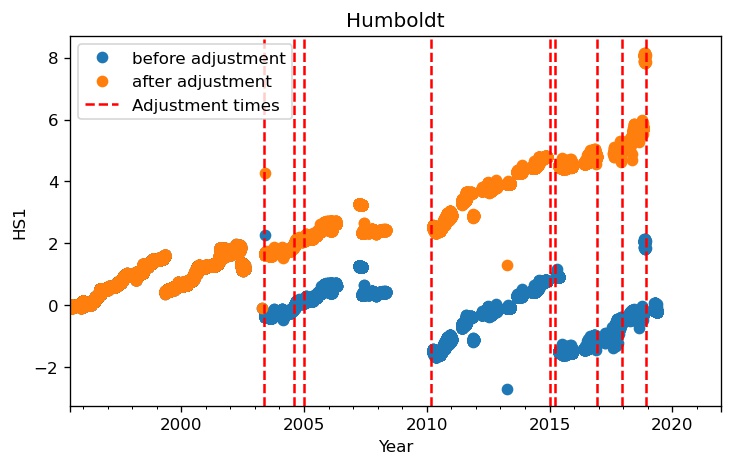 Humboldt
before adjustment
after adjustment
Adjustment times
HS1
8
6
4
2
0
−2
2000
2005
2010
2015
2020
Year